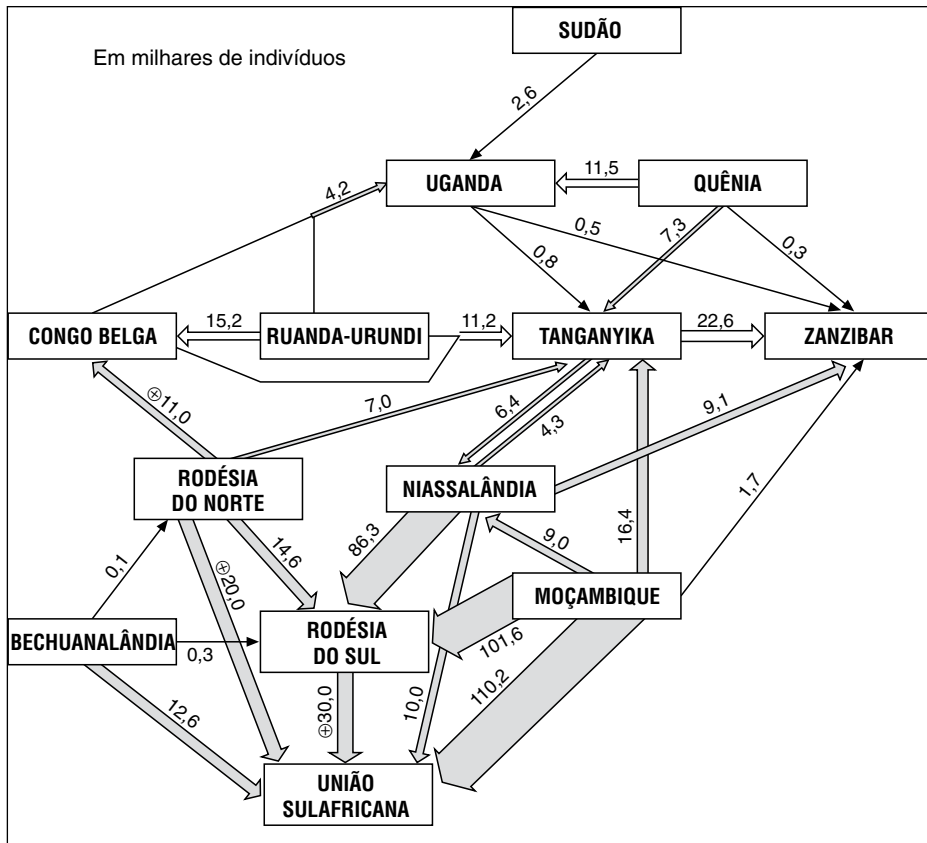 SUDÃO
Em milhares de indivíduos
2,6
UGANDA
11,5
QUÊNIA
4,2
0,5
7,3
0,8
0,3
CONGO BELGA
15,2
RUANDA-URUNDI
11,2
TANGANYIKA
22,6
ZANZIBAR
⊕11,0
7,0
6,4
4,3
9,1
RODÉSIA
DO NORTE
NIASSALÂNDIA
1,7
0,1
⊕20,0
14,6
86,3
9,0
16,4
MOÇAMBIQUE
BECHUANALÂNDIA
0,3
RODÉSIA
DO SUL
101,6
110,2
12,6
⊕30,0
10,0
UNIÃO
SULAFRICANA